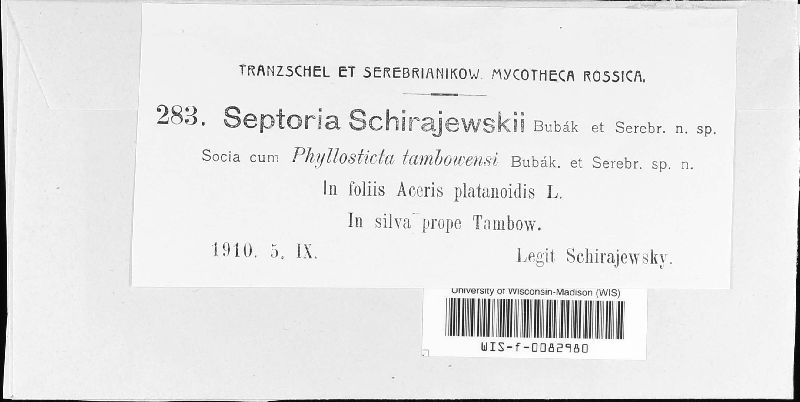 TRANZSCHEL ET SEREBRIANIKOW. MYCOTHECA ROSSICA.
283. Septoria Schirajewskii Bubák et Serebr. n. sp.
Socia cum Phyllosticta tambowensi Bubák. et Serebr. sp. n.
In foliis Aceris platanoidis L.
In silva prope Tambow.
1910. 5. IX. Legit Schirajewsky.
University of Wisconsin-Madison (WIS)
WIS-f-0082980